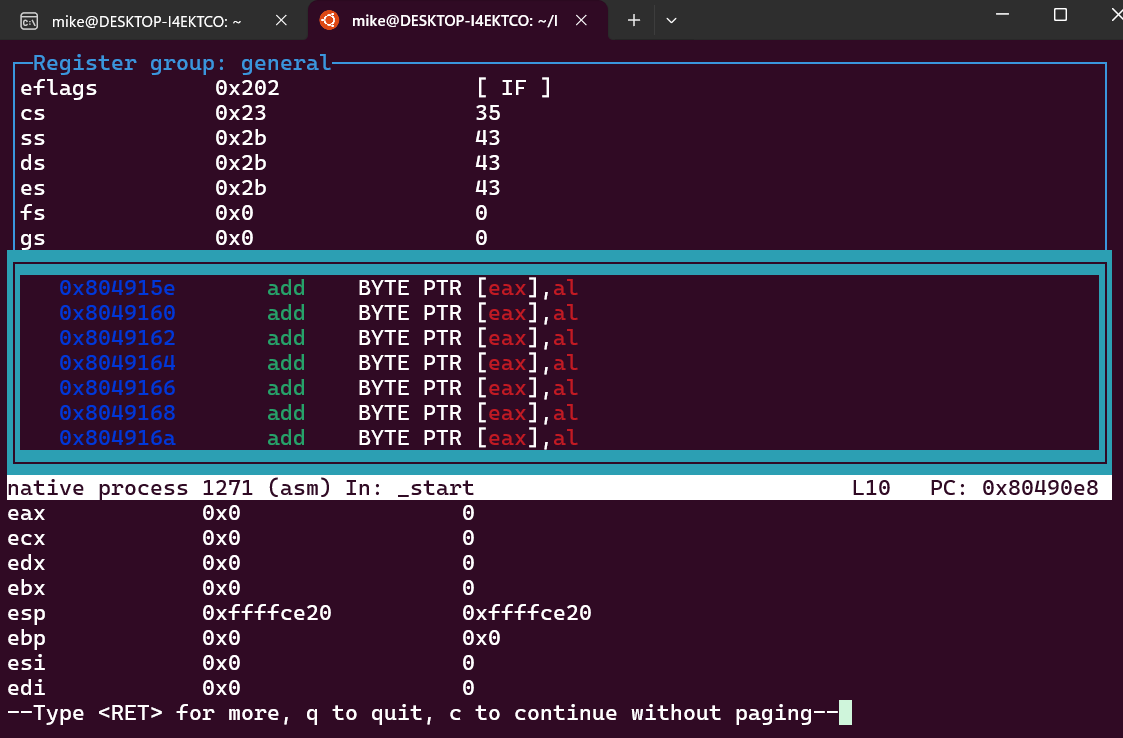 mike@DESKTOP-I4EKTCO: ~ mike@DESKTOP-I4EKTCO: ~/I
Register group: general
eflags 0x202 [ IF ]
cs 0x23 35
ss 0x2b 43
ds 0x2b 43
es 0x2b 43
fs 0x0 0
gs 0x0 0
0x804915e add BYTE PTR [eax],al
0x8049160 add BYTE PTR [eax],al
0x8049162 add BYTE PTR [eax],al
0x8049164 add BYTE PTR [eax],al
0x8049166 add BYTE PTR [eax],al
0x8049168 add BYTE PTR [eax],al
0x804916a add BYTE PTR [eax],al
native process 1271 (asm) In: _start L10 PC: 0x80490e8
eax 0x0 0
ecx 0x0 0
edx 0x0 0
ebx 0x0 0
esp 0xffffce20 0xffffce20
ebp 0x0 0x0
esi 0x0 0
edi 0x0 0
--Type <RET> for more, q to quit, c to continue without paging--